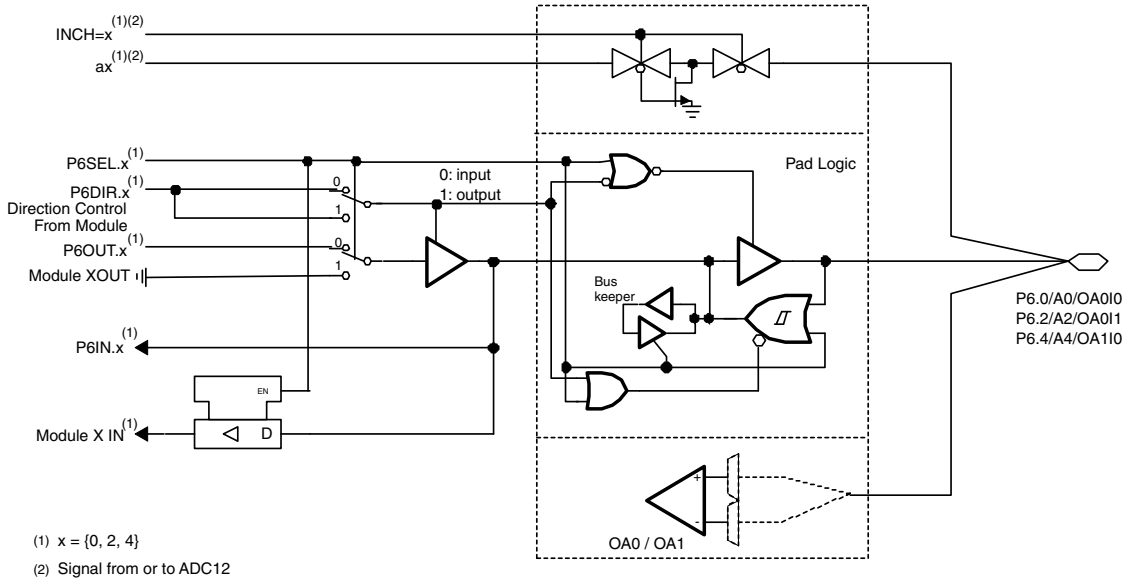 INCH=x(1)(2)
ax(1)(2)
P6SEL.x(1)
P6DIR.x(1)
Direction Control
From Module
P6OUT.x(1)
Module XOUT
P6IN.x(1)
Module X IN(1)
0
1
0
1
0: input
1: output
EN
D
Pad Logic
Bus
keeper
+
-
OA0 / OA1
P6.0/A0/OA0I0
P6.2/A2/OA0I1
P6.4/A4/OA1I0
(1) x = {0, 2, 4}
(2) Signal from or to ADC12